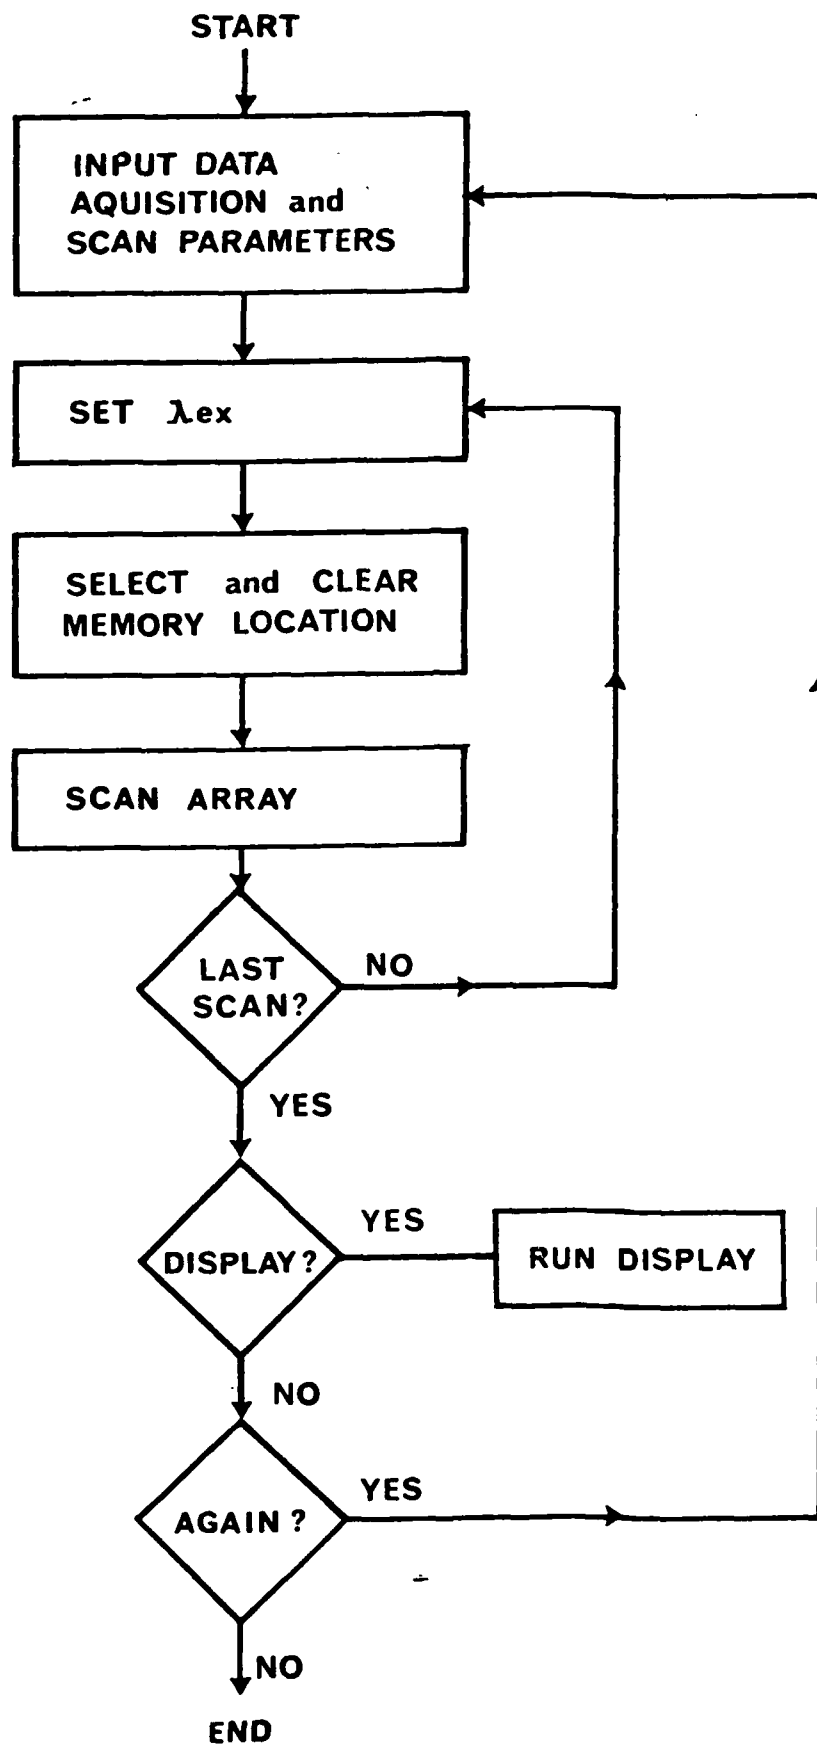 START
INPUT DATA
AQUISITION and
SCAN PARAMETERS
SET λex
SELECT and CLEAR
MEMORY LOCATION
SCAN ARRAY
LAST
SCAN?
NO
YES
DISPLAY?
YES
RUN DISPLAY
NO
AGAIN?
YES
NO
END